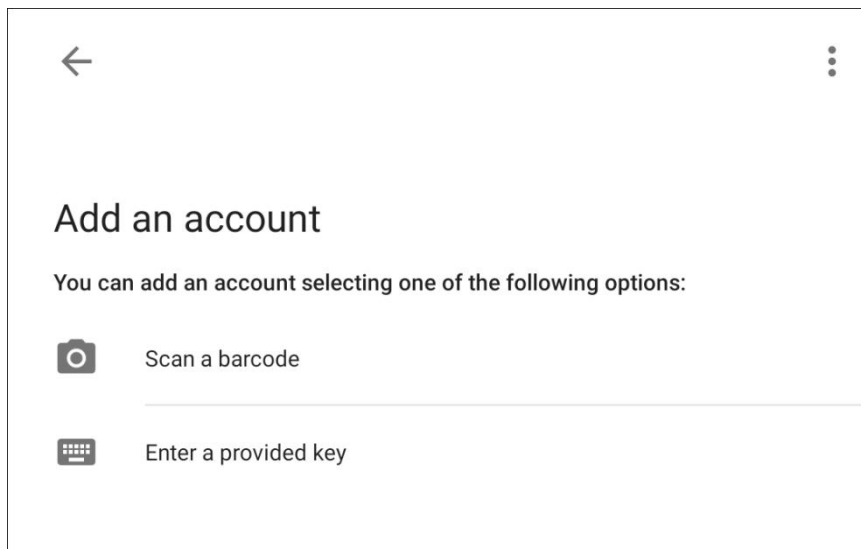 Add an account
You can add an account selecting one of the following options:
Scan a barcode
Enter a provided key